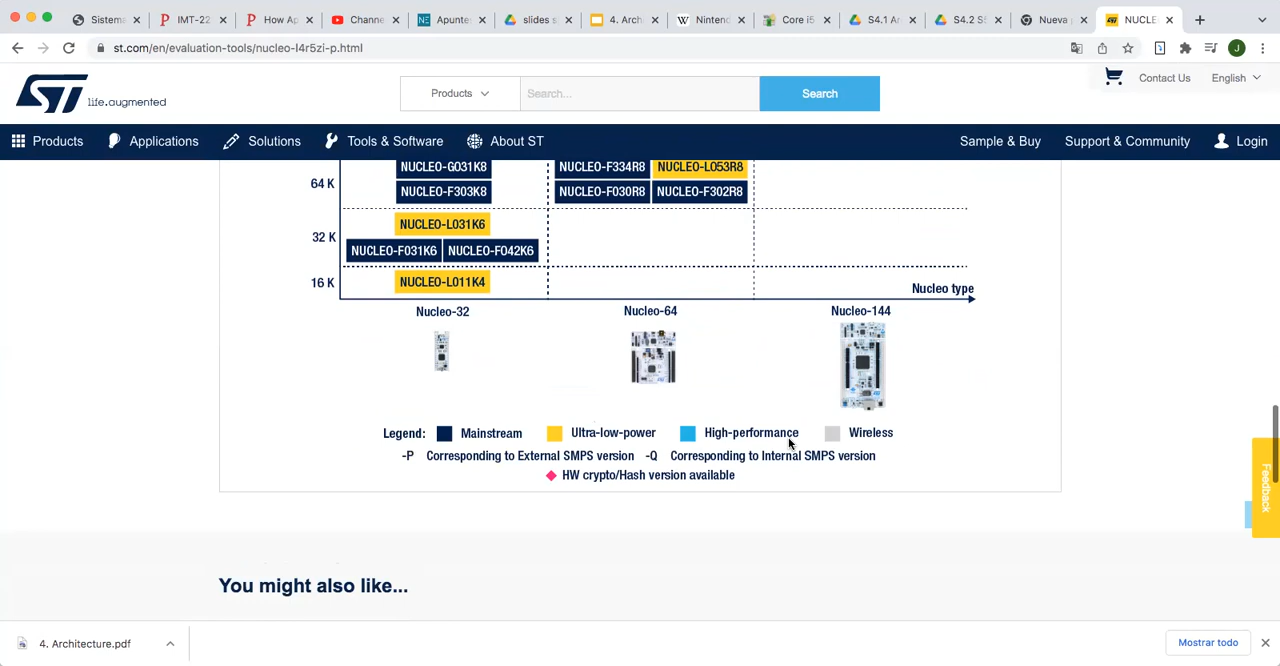 Sistema
IMT-22
How Ap
Channe
Apunte
slides s
4. Arch
Ninten
Core i5
S4.1 Ar
S4.2 S
Nueva
NUCLE
st.com/en/evaluation-tools/nucleo-l4r5zi-p.html
J
ST life.augmented
Products
Search...
Search
Contact Us
English
Products
Applications
Solutions
Tools & Software
About ST
Sample & Buy
Support & Community
Login
NUCLEO-G031K8
NUCLEO-F334R8
NUCLEO-L053R8
64 K
NUCLEO-F303K8
NUCLEO-F030R8
NUCLEO-F302R8
NUCLEO-L031K6
32 K
NUCLEO-F031K6
NUCLEO-F042K6
16 K
NUCLEO-L011K4
Nucleo type
Nucleo-32
Nucleo-64
Nucleo-144
Legend: Mainstream Ultra-low-power High-performance Wireless
-P Corresponding to External SMPS version -Q Corresponding to Internal SMPS version
HW crypto/Hash version available
Feedback
You might also like...
4. Architecture.pdf
Mostrar todo